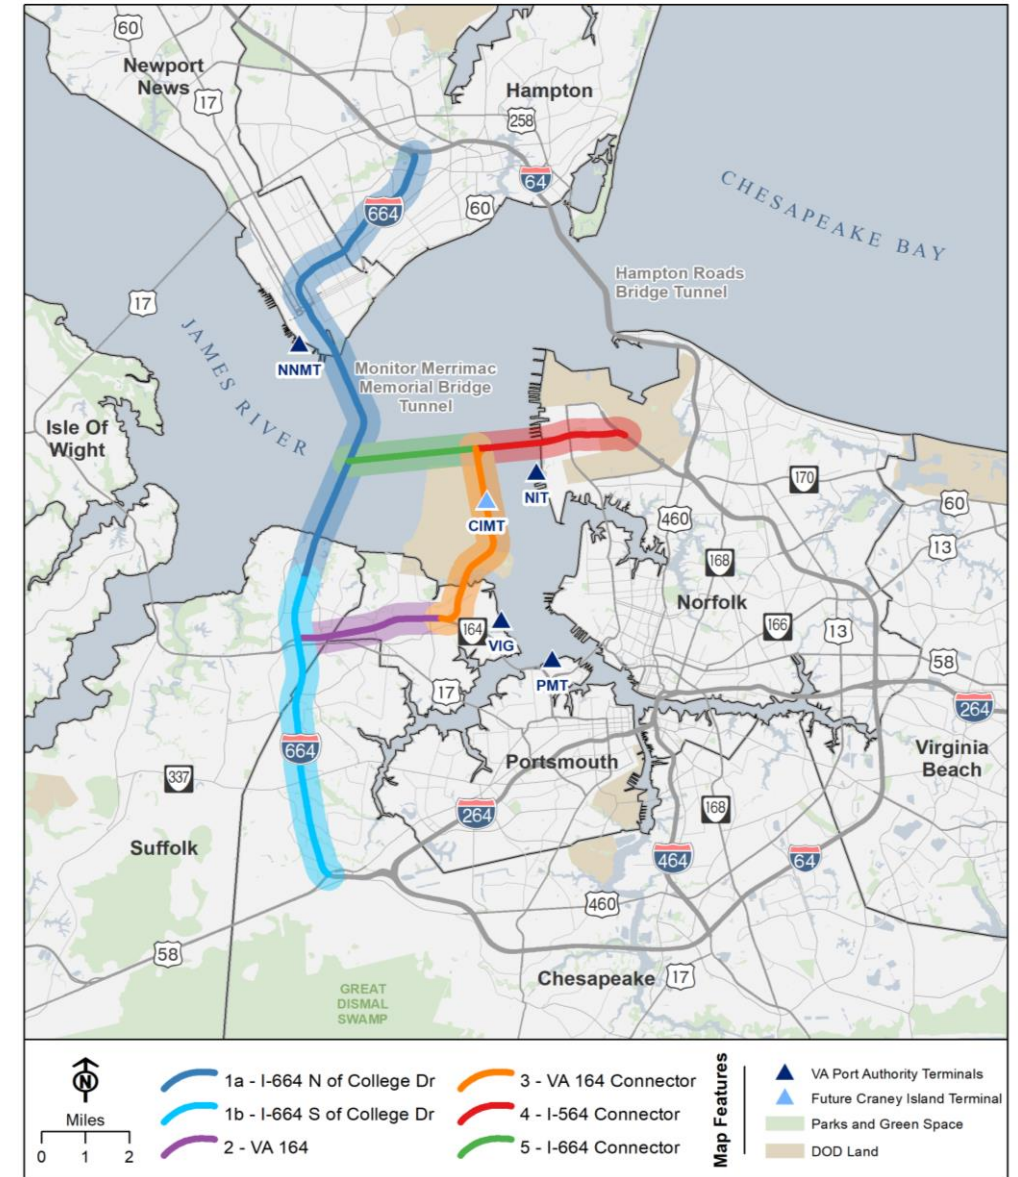 60
Newport
News
17
Hampton
258
64
664
60
CHESAPEAKE BAY
Hampton Roads
Bridge Tunnel
17
JAMES RIVER
NNMT
Monitor Merrimac
Memorial Bridge
Tunnel
Isle Of
Wight
NIT
170
CIMT
460
60
13
168
Norfolk
164
VIG
166
13
PMT
58
17
264
664
Portsmouth
Virginia
Beach
337
264
168
Suffolk
464
64
460
58
Chesapeake
17
GREAT
DISMAL
SWAMP
N
Miles
0 1 2
1a - I-664 N of College Dr
1b - I-664 S of College Dr
2 - VA 164
3 - VA 164 Connector
4 - I-564 Connector
5 - I-664 Connector
Map Features
VA Port Authority Terminals
Future Craney Island Terminal
Parks and Green Space
DOD Land